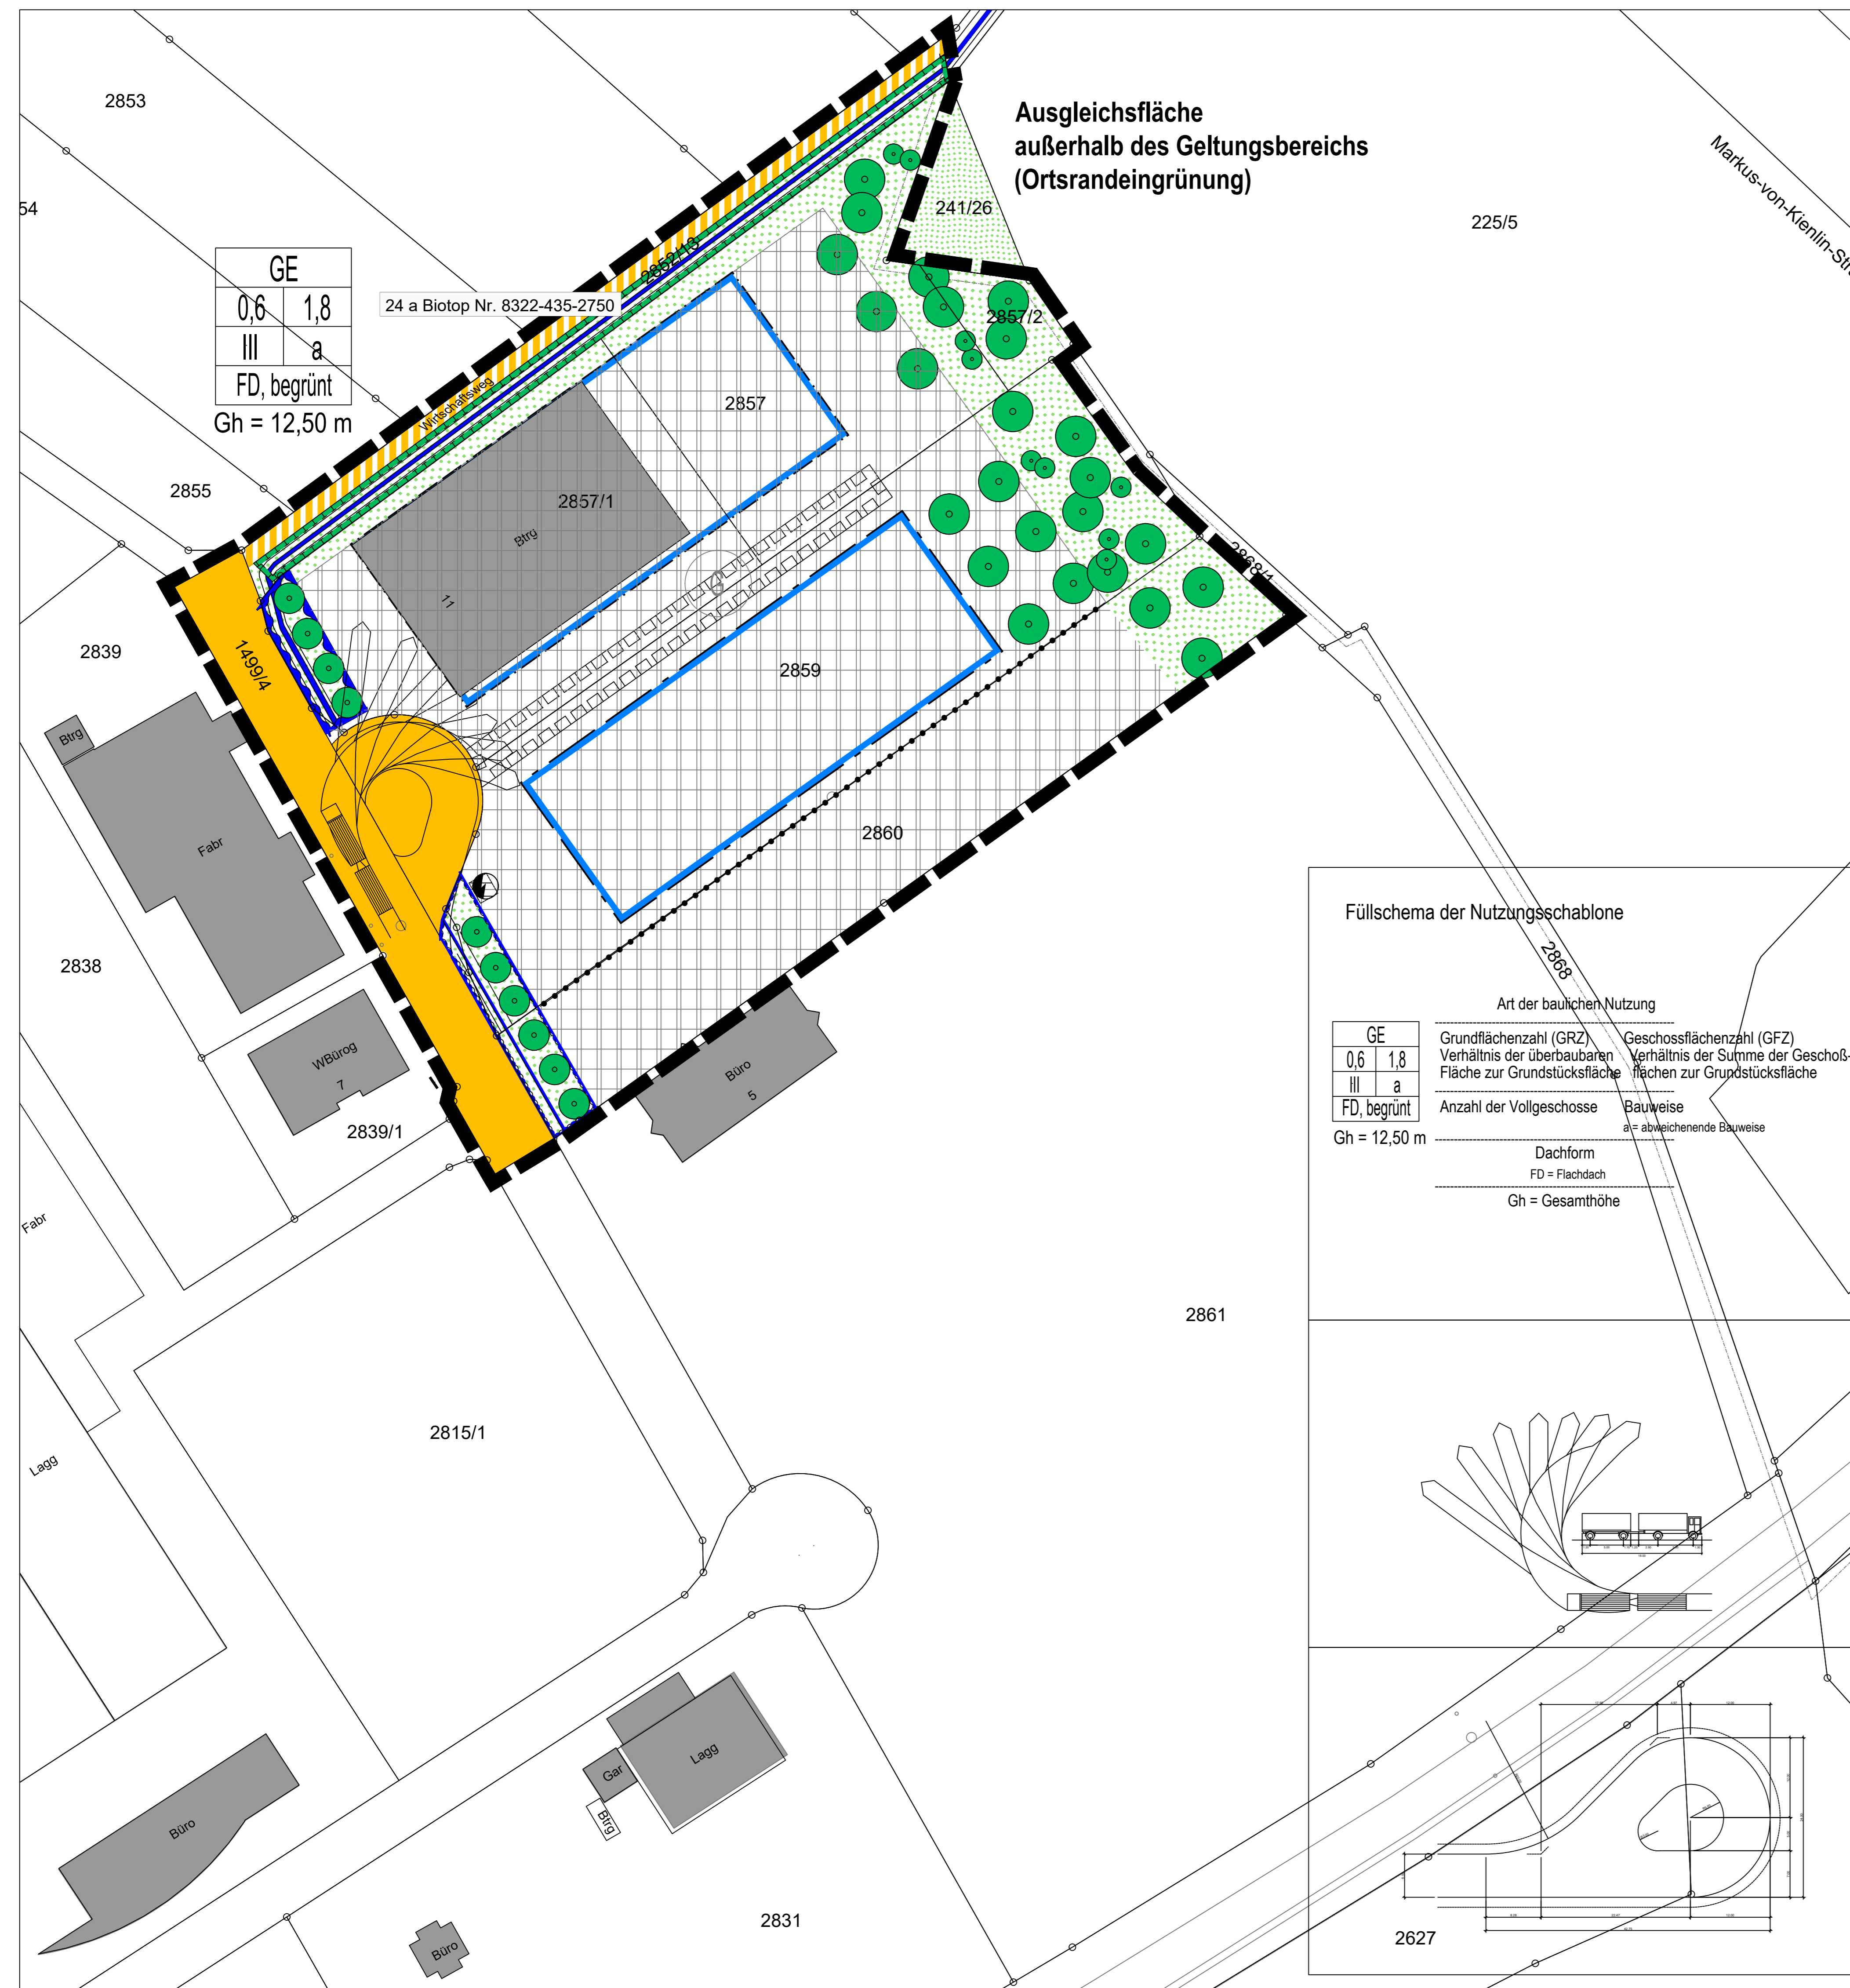 2853
54
Ausgleichsfläche
außerhalb des Geltungsbereichs
(Ortsrandeingrünung)
Markus-von-Kienlin-Str
241/26
225/5
2852/13
GE
0,6 1,8
III a
FD, begrünt
Gh = 12,50 m
24 a Biotop Nr. 8322-435-2750
2857/2
Wirtschaftsweg
2857
2855
2857/1
Btrg
11
2868/1
2839
1499/4
2859
Btrg
Fabr
2860
2838
WBürog
7
2839/1
Büro
5
2868
Füllschema der Nutzungsschablone
Art der baulichen Nutzung
GE
0,6 1,8
III a
FD, begrünt
Gh = 12,50 m
Grundflächenzahl (GRZ)
Verhältnis der überbaubaren
Fläche zur Grundstücksfläche
Geschossflächenzahl (GFZ)
Verhältnis der Summe der Geschoß-
flächen zur Grundstücksfläche
Anzahl der Vollgeschosse
Bauweise
a = abweichenende Bauweise
Dachform
FD = Flachdach
Gh = Gesamthöhe
Fabr
2861
2815/1
Lagg
Lagg
Gar
Btrg
Büro
2831
Büro
2627